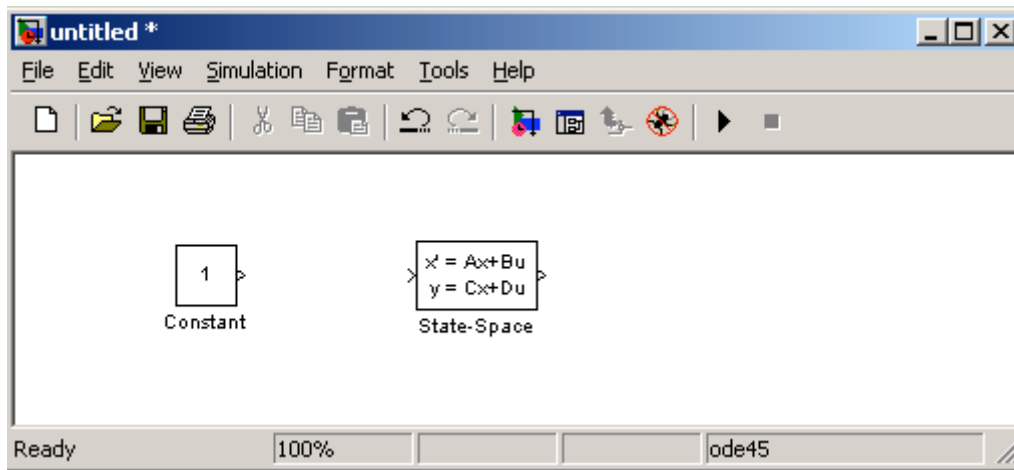 untitled *
File Edit View Simulation Format Tools Help
1
Constant
x' = Ax+Bu
y = Cx+Du
State-Space
Ready 100% ode45